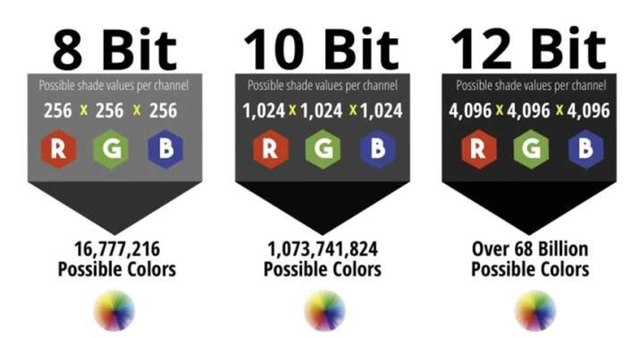 8 Bit
Possible shade values per channel
256 x 256 x 256
R G B
16,777,216
Possible Colors
10 Bit
Possible shade values per channel
1,024 x 1,024 x 1,024
R G B
1,073,741,824
Possible Colors
12 Bit
Possible shade values per channel
4,096 x 4,096 x 4,096
R G B
Over 68 Billion
Possible Colors